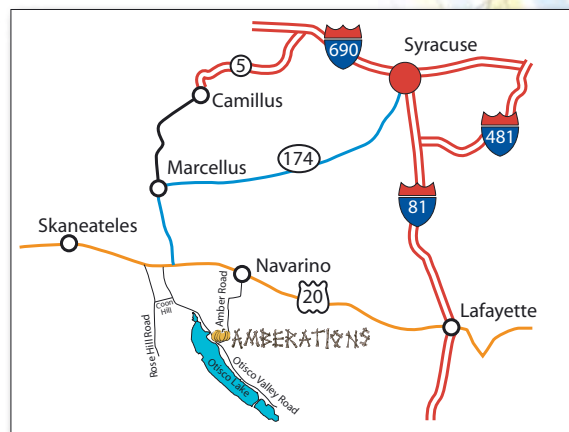 690
Syracuse
5
Camillus
481
174
Marcellus
81
Skaneateles
Navarino
20
Amber Road
Coon
Hill
Rose Hill Road
Lafayette
AMBERATIONS
Otisco Lake
Otisco Valley Road